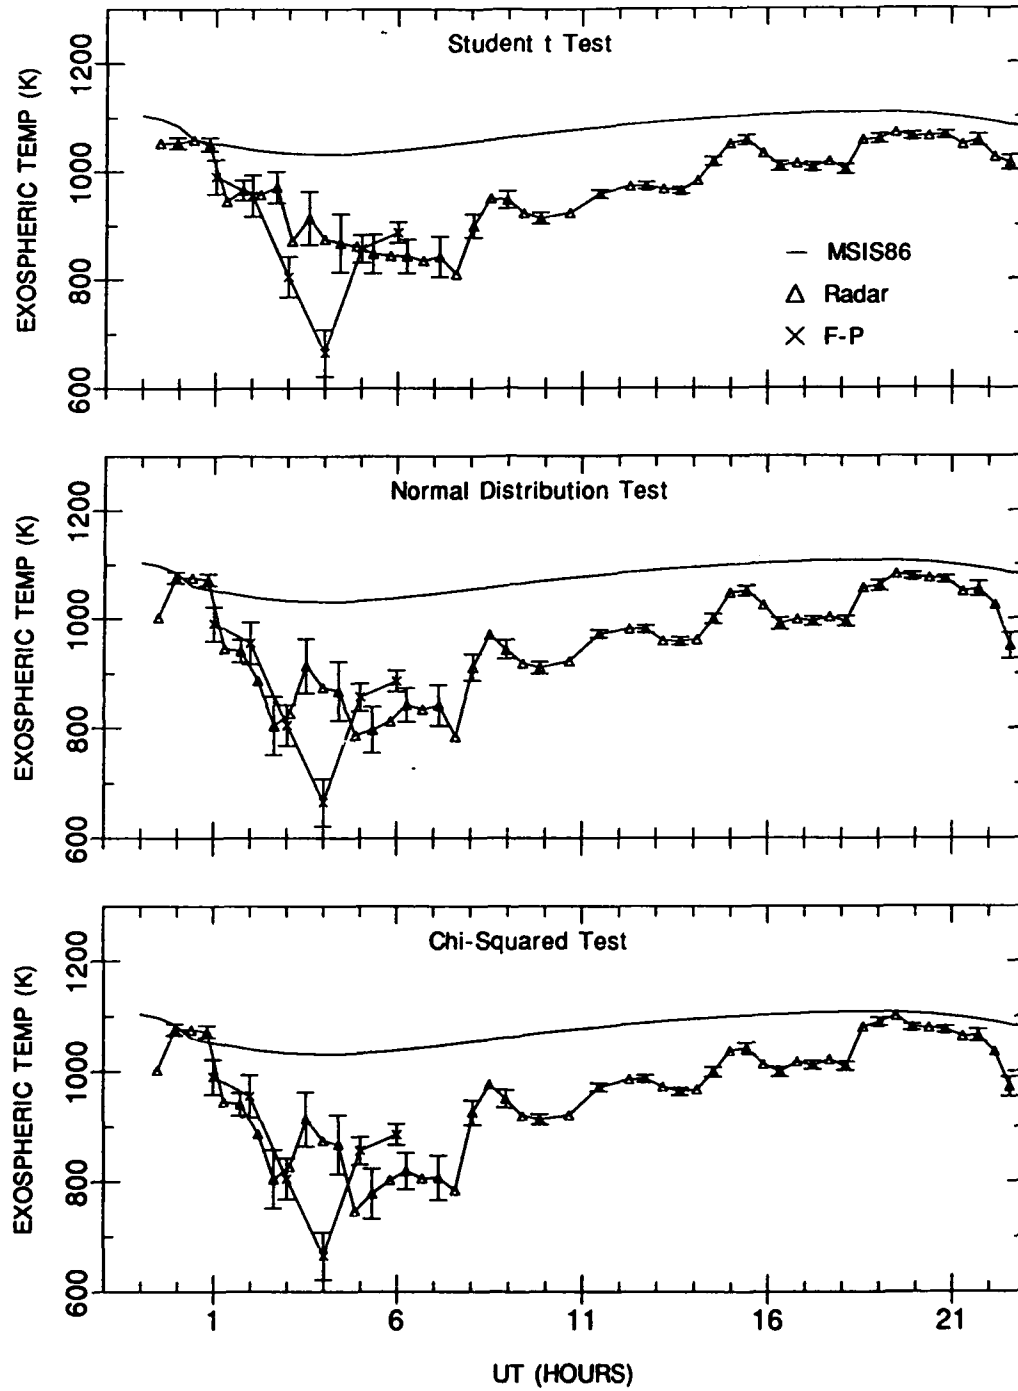 Student t Test
EXOSPHERIC TEMP (K)
1200
1000
800
600
— MSIS86
△ Radar
× F-P
Normal Distribution Test
EXOSPHERIC TEMP (K)
1200
1000
800
600
Chi-Squared Test
EXOSPHERIC TEMP (K)
1200
1000
800
600
1 6 11 16 21
UT (HOURS)